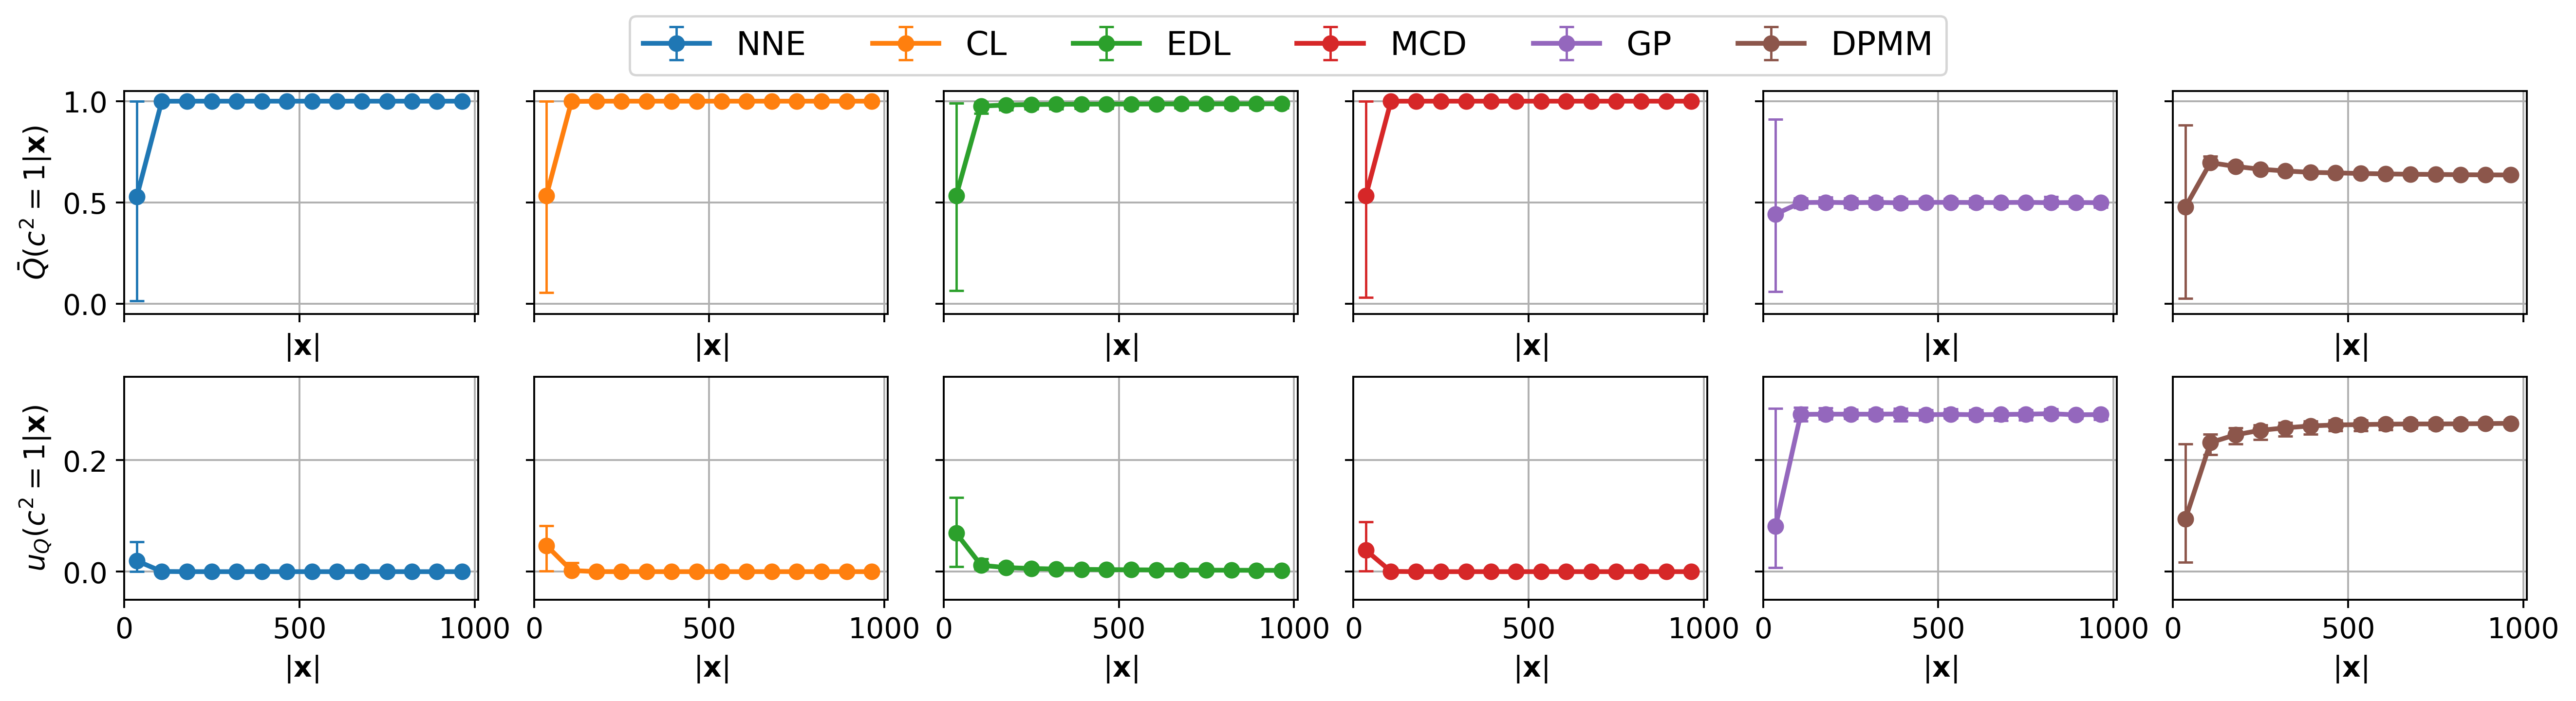 NNE CL EDL MCD GP DPMM
1.0
0.5
0.0
Q̄(c² = 1|x)
|x| |x| |x| |x| |x| |x|
0.2
0.0
u_Q(c² = 1|x)
0 500 1000 0 500 1000 0 500 1000 0 500 1000 0 500 1000 0 500 1000
|x| |x| |x| |x| |x| |x|